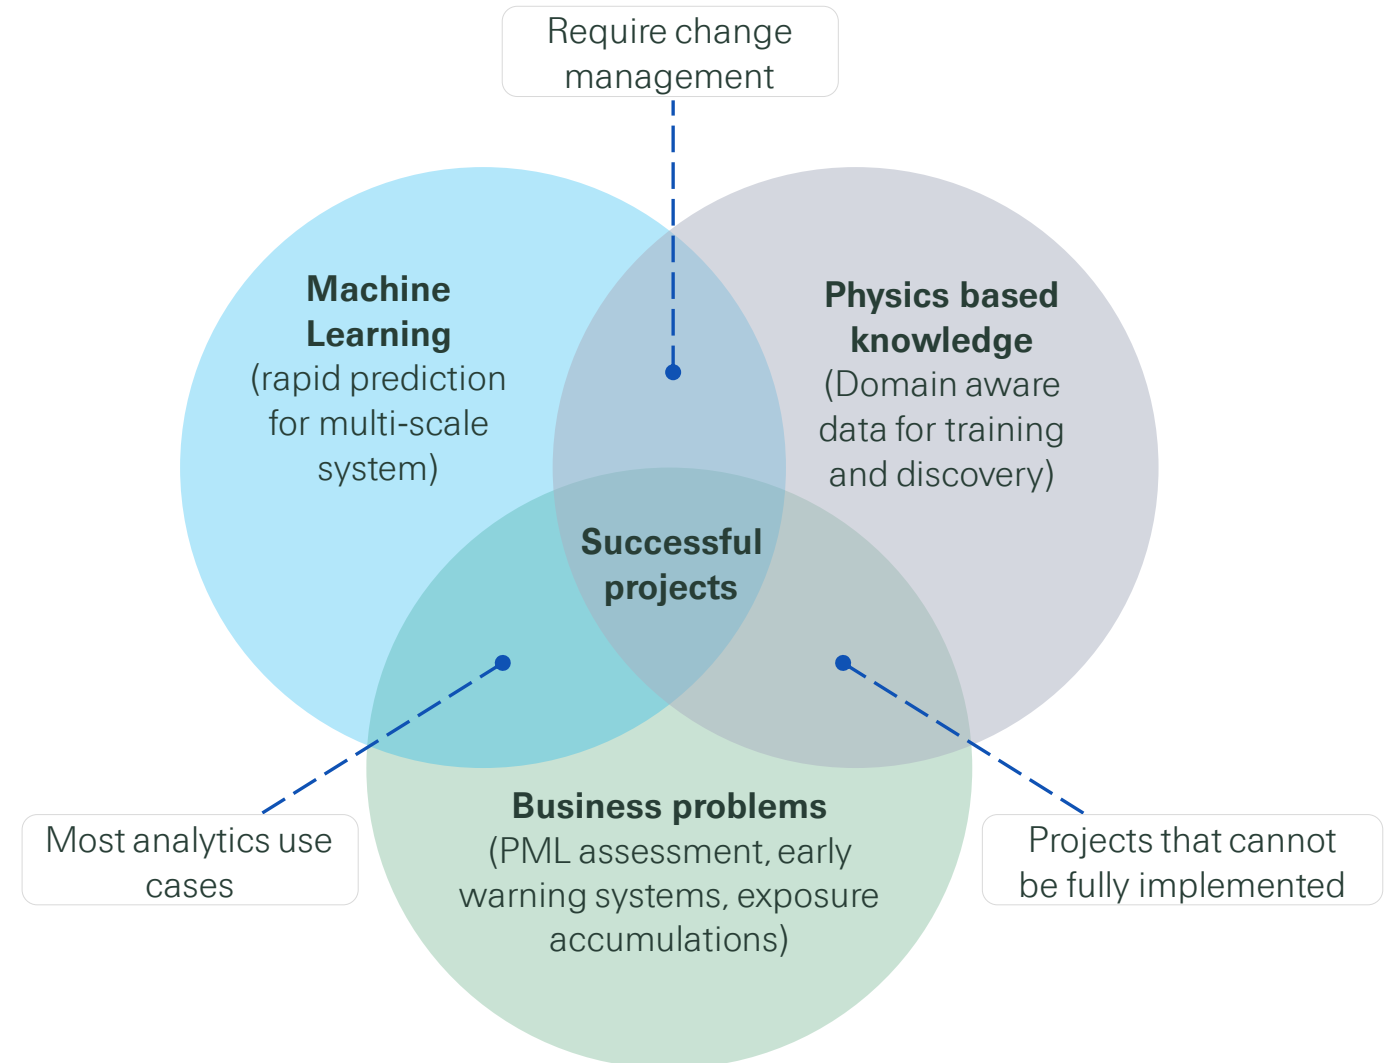 Require change
management
Machine
Learning
(rapid prediction
for multi-scale
system)
Physics based
knowledge
(Domain aware
data for training
and discovery)
Successful
projects
Most analytics use
cases
Business problems
(PML assessment, early
warning systems, exposure
accumulations)
Projects that cannot
be fully implemented